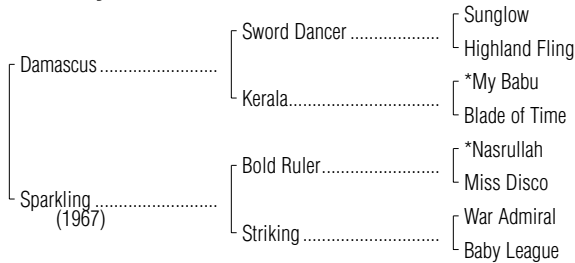 Sunglow
Sword Dancer ...................
Highland Fling
Damascus ........................
*My Babu
Kerala................................
Blade of Time
*Nasrullah
Bold Ruler.........................
Miss Disco
Sparkling .........................
(1967)
War Admiral
Striking .............................
Baby League